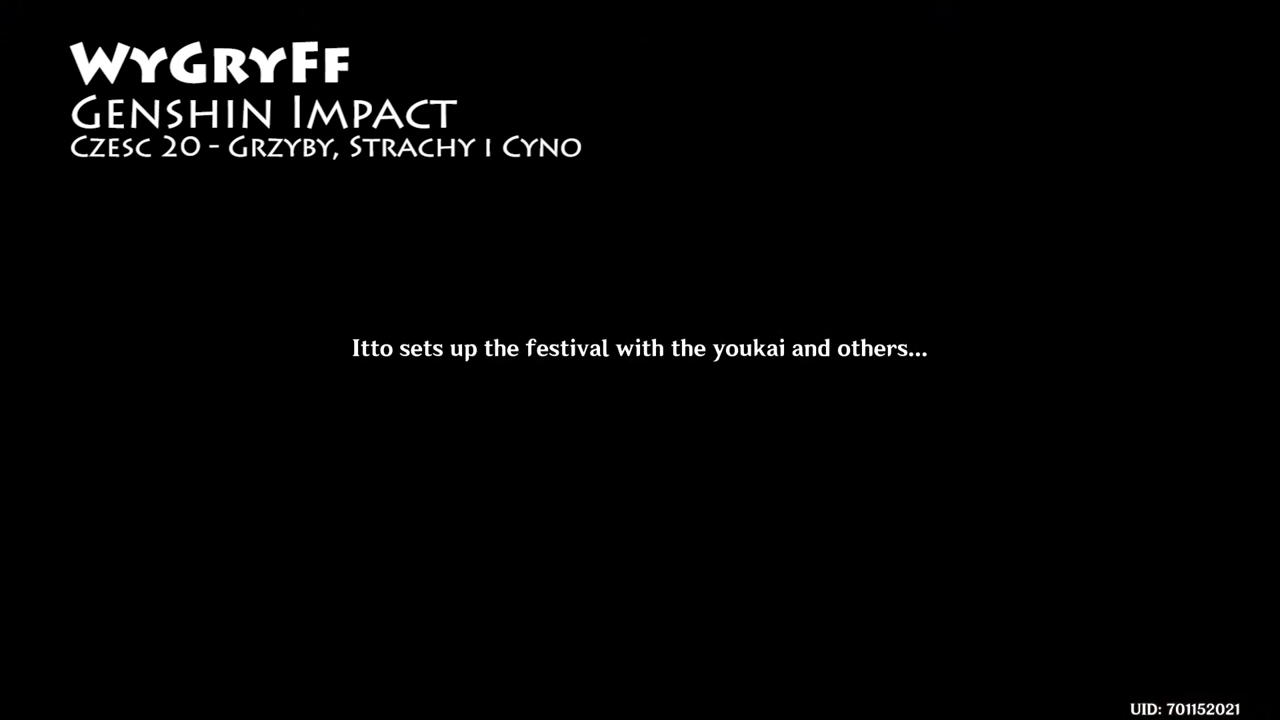 WyGryFf
Genshin Impact
Czesc 20 - Grzyby, Strachy i Cyno
Itto sets up the festival with the youkai and others...
UID: 701152021